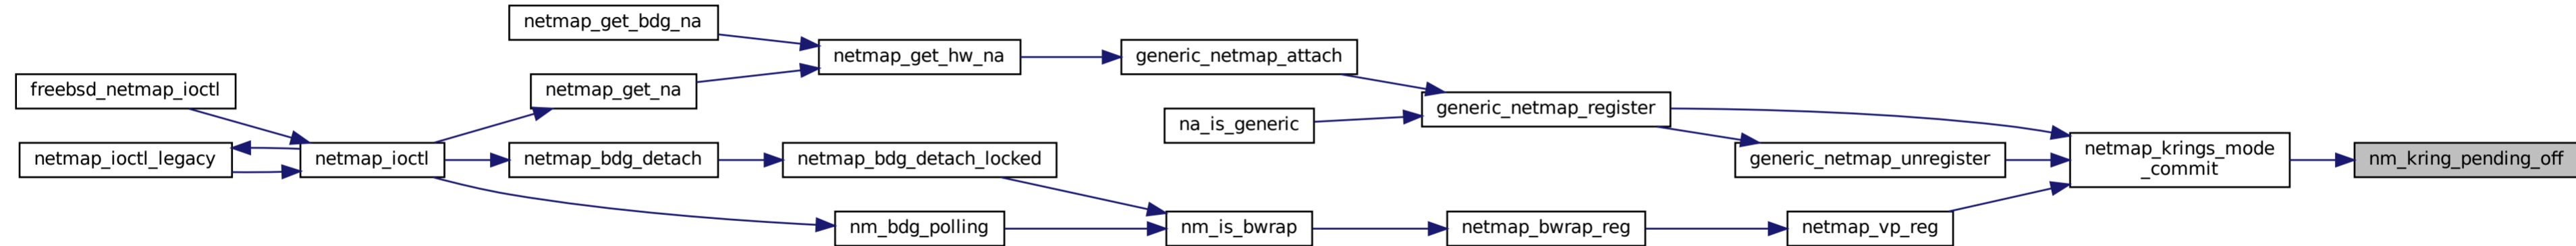 netmap_get_bdg_na
netmap_get_hw_na
generic_netmap_attach
freebsd_netmap_ioctl
netmap_get_na
generic_netmap_register
na_is_generic
netmap_ioctl_legacy
netmap_ioctl
netmap_bdg_detach
netmap_bdg_detach_locked
generic_netmap_unregister
netmap_krings_mode
_commit
nm_kring_pending_off
nm_bdg_polling
nm_is_bwrap
netmap_bwrap_reg
netmap_vp_reg